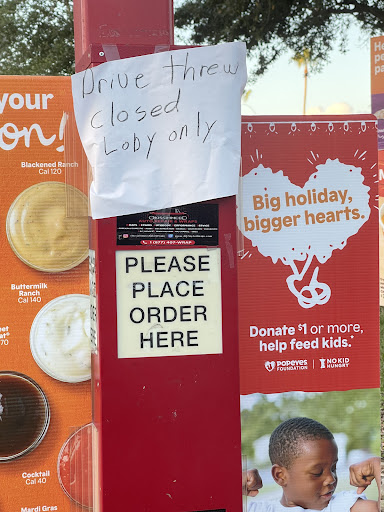 Drive threw
closed
Loby only
PLEASE
PLACE
ORDER
HERE
your
on!
Blackened Ranch
Cal 120
Buttermilk
Ranch
Cal 140
Cocktail
Cal 40
Mardi Gras
Big holiday,
bigger hearts.
Donate $1 or more,
help feed kids.*
POPEYES
FOUNDATION
NO KID
HUNGRY